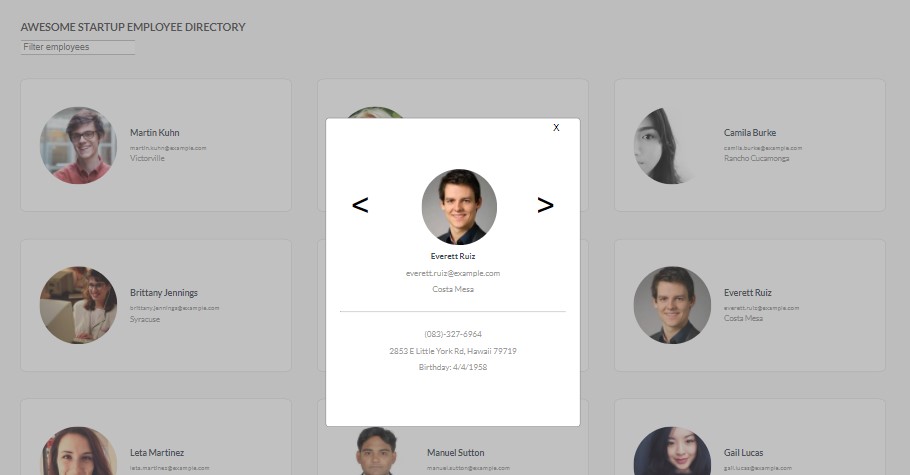 AWESOME STARTUP EMPLOYEE DIRECTORY
Filter employees
Martin Kuhn
martin.kuhn@example.com
Victorville
Camila Burke
camila.burke@example.com
Rancho Cucamonga
X
<
>
Everett Ruiz
everett.ruiz@example.com
Costa Mesa
(083)-327-6964
2853 E Little York Rd, Hawaii 79719
Birthday: 4/4/1958
Brittany Jennings
brittany.jennings@example.com
Syracuse
Everett Ruiz
everett.ruiz@example.com
Costa Mesa
Leta Martinez
leta.martinez@example.com
Manuel Sutton
manuel.sutton@example.com
Gail Lucas
gail.lucas@example.com